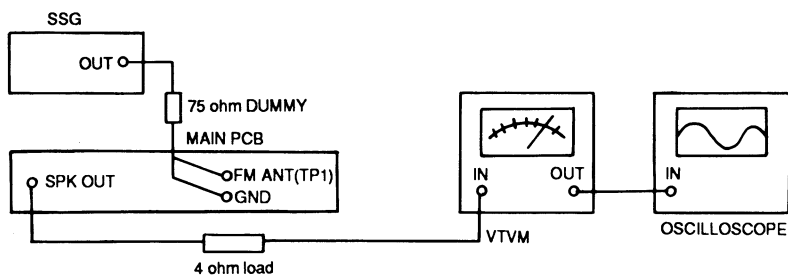 SSG
OUT
75 ohm DUMMY
MAIN PCB
SPK OUT
FM ANT(TP1)
GND
4 ohm load
IN
OUT
VTVM
IN
OSCILLOSCOPE